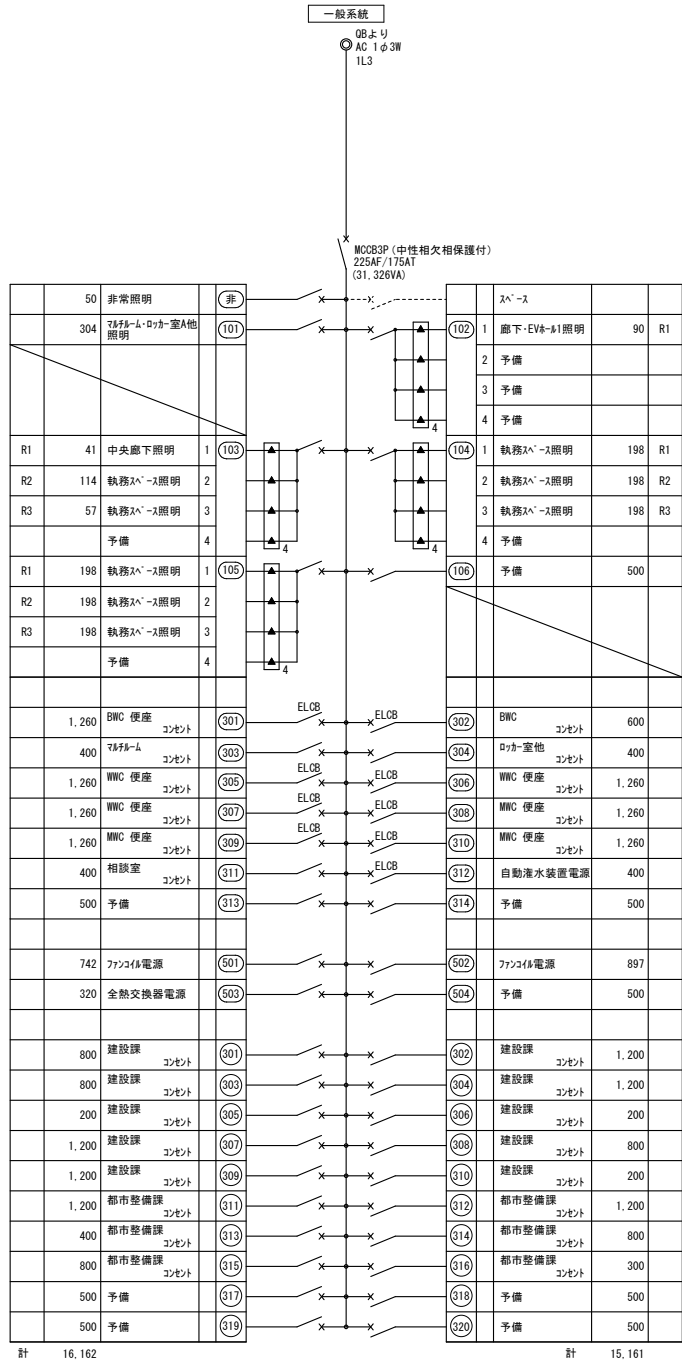 一般系統
QBより
AC 1φ3W
1L3
MCCB3P(中性相欠相保護付)
225AF/175AT
(31,326VA)
50 非常照明 非 スペース
304 マルチルーム・ロッカー室A他照明 101 102 1 廊下・EVホール1照明 90 R1
2 予備
3 予備
4 予備
4
R1 41 中央廊下照明 1 103 104 1 執務スペース照明 198 R1
R2 114 執務スペース照明 2 2 執務スペース照明 198 R2
R3 57 執務スペース照明 3 3 執務スペース照明 198 R3
予備 4 4 4 4 予備
R1 198 執務スペース照明 1 105 106 予備 500
R2 198 執務スペース照明 2
R3 198 執務スペース照明 3
予備 4 4
1,260 BWC 便座 コンセント 301 ELCB ELCB 302 BWC コンセント 600
400 マルチルーム コンセント 303 304 ロッカー室他 コンセント 400
1,260 WWC 便座 コンセント 305 ELCB ELCB 306 WWC 便座 コンセント 1,260
1,260 WWC 便座 コンセント 307 ELCB ELCB 308 MWC 便座 コンセント 1,260
1,260 MWC 便座 コンセント 309 ELCB ELCB 310 MWC 便座 コンセント 1,260
400 相談室 コンセント 311 ELCB 312 自動灌水装置電源 400
500 予備 313 314 予備 500
742 ファンコイル電源 501 502 ファンコイル電源 897
320 全熱交換器電源 503 504 予備 500
800 建設課 コンセント 301 302 建設課 コンセント 1,200
800 建設課 コンセント 303 304 建設課 コンセント 1,200
200 建設課 コンセント 305 306 建設課 コンセント 200
1,200 建設課 コンセント 307 308 建設課 コンセント 800
1,200 建設課 コンセント 309 310 建設課 コンセント 200
1,200 都市整備課 コンセント 311 312 都市整備課 コンセント 1,200
400 都市整備課 コンセント 313 314 都市整備課 コンセント 800
800 都市整備課 コンセント 315 316 都市整備課 コンセント 300
500 予備 317 318 予備 500
500 予備 319 320 予備 500
計 16,162 計 15,161